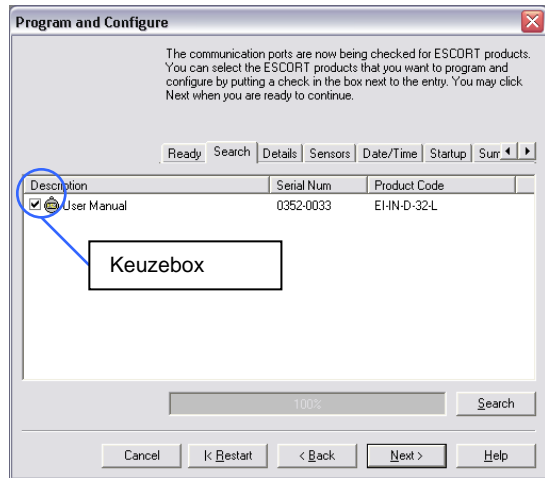 Program and Configure
The communication ports are now being checked for ESCORT products.
You can select the ESCORT products that you want to program and
configure by putting a check in the box next to the entry. You may click
Next when you are ready to continue.
Ready Search Details Sensors Date/Time Startup Sum
Description Serial Num Product Code
User Manual 0352-0033 EI-IN-D-32-L
Keuzebox
100% Search
Cancel |< Restart < Back Next > Help